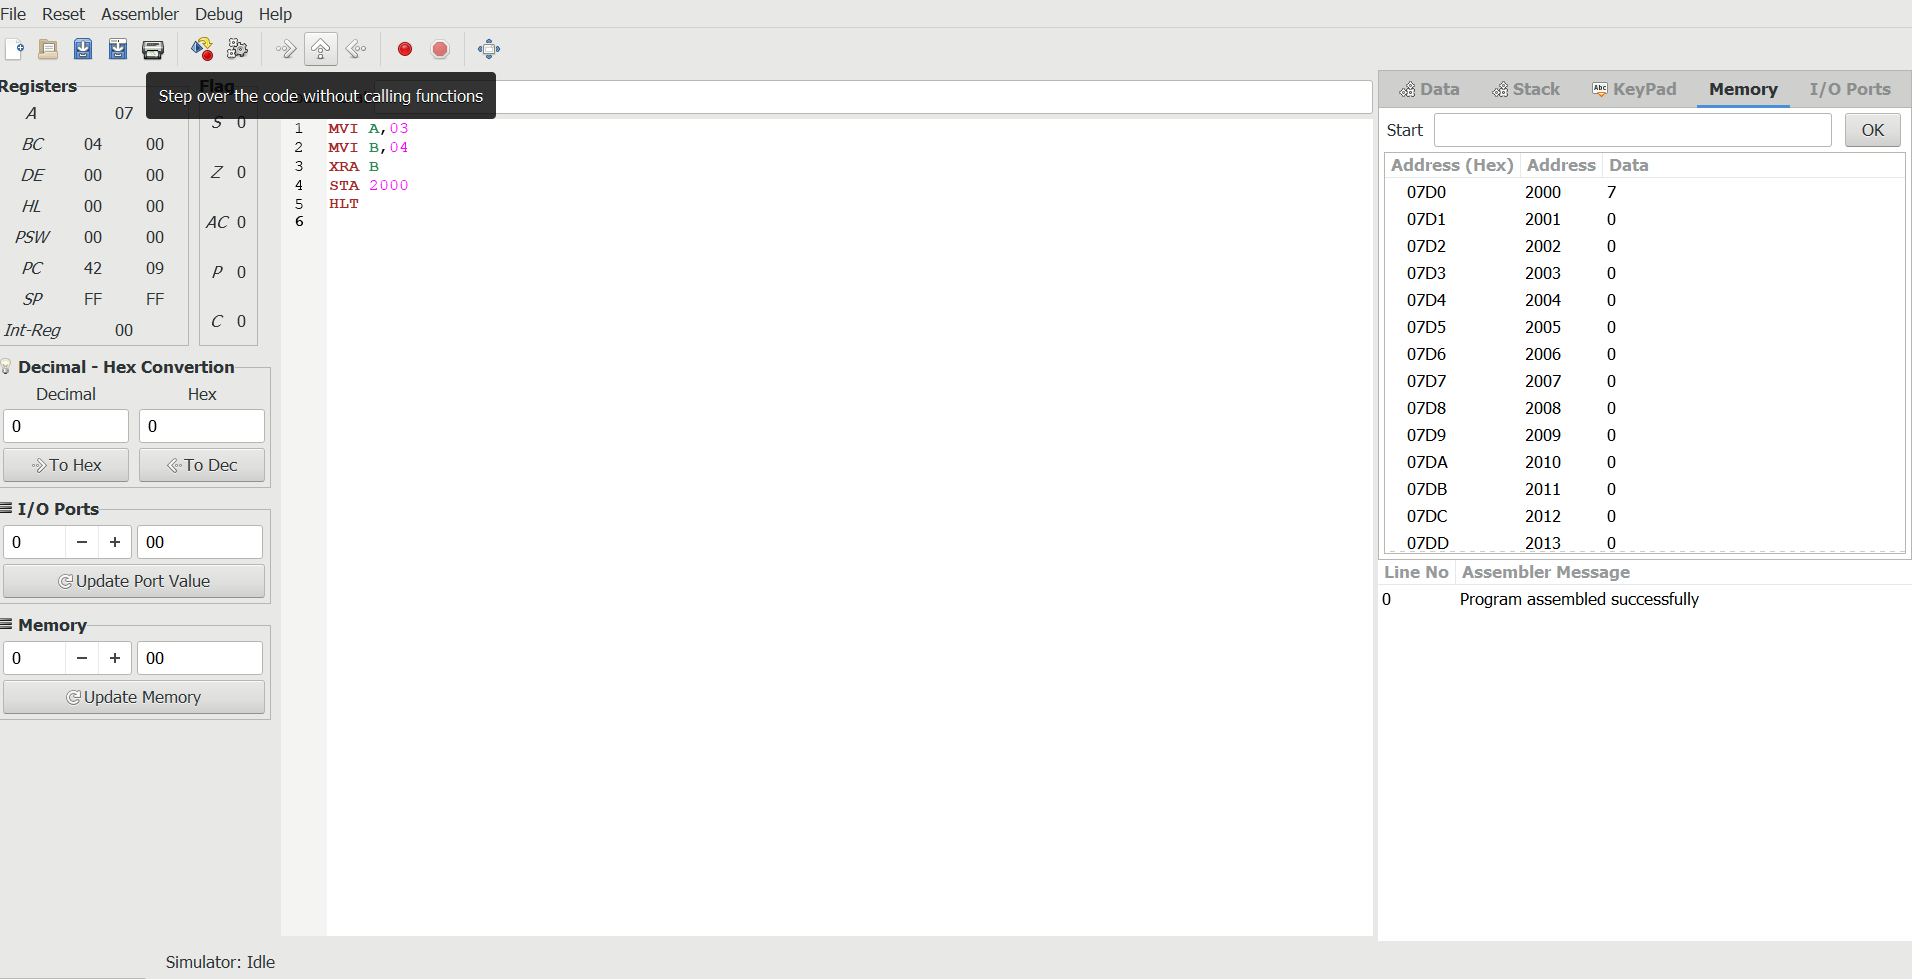 File Reset Assembler Debug Help
Registers
Flag
Step over the code without calling functions
A 07
BC 04 00
DE 00 00
HL 00 00
PSW 00 00
PC 42 09
SP FF FF
Int-Reg 00
S 0
Z 0
AC 0
P 0
C 0
Decimal - Hex Convertion
Decimal Hex
0 0
To Hex To Dec
I/O Ports
0 − + 00
Update Port Value
Memory
0 − + 00
Update Memory
1 MVI A,03
2 MVI B,04
3 XRA B
4 STA 2000
5 HLT
6
Data Stack Abc KeyPad Memory I/O Ports
Start OK
Address (Hex) Address Data
07D0 2000 7
07D1 2001 0
07D2 2002 0
07D3 2003 0
07D4 2004 0
07D5 2005 0
07D6 2006 0
07D7 2007 0
07D8 2008 0
07D9 2009 0
07DA 2010 0
07DB 2011 0
07DC 2012 0
07DD 2013 0
Line No Assembler Message
0 Program assembled successfully
Simulator: Idle